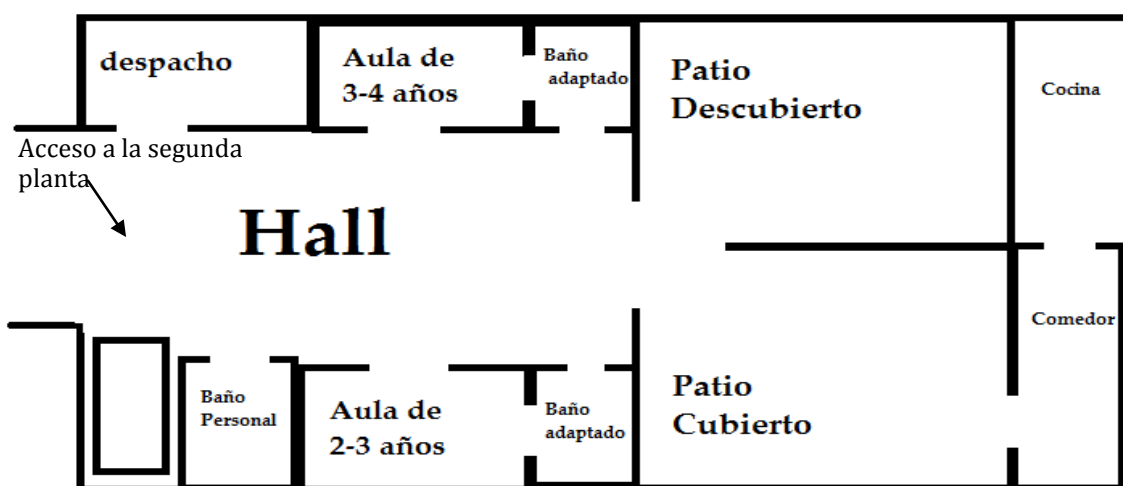 despacho
Aula de
3-4 años
Baño
adaptado
Patio
Descubierto
Cocina
Acceso a la segunda
planta
Hall
Comedor
Baño
Personal
Aula de
2-3 años
Baño
adaptado
Patio
Cubierto